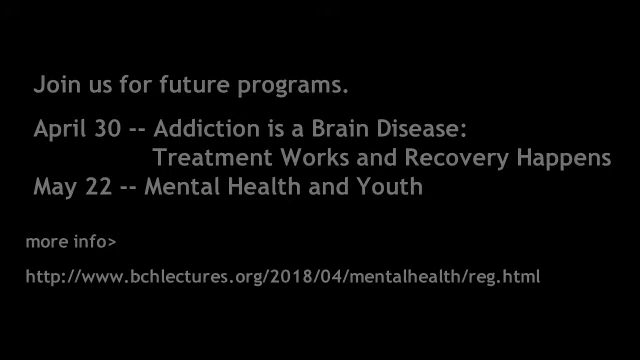 Join us for future programs.
April 30 -- Addiction is a Brain Disease:
Treatment Works and Recovery Happens
May 22 -- Mental Health and Youth
more info>
http://www.bchlectures.org/2018/04/mentalhealth/reg.html